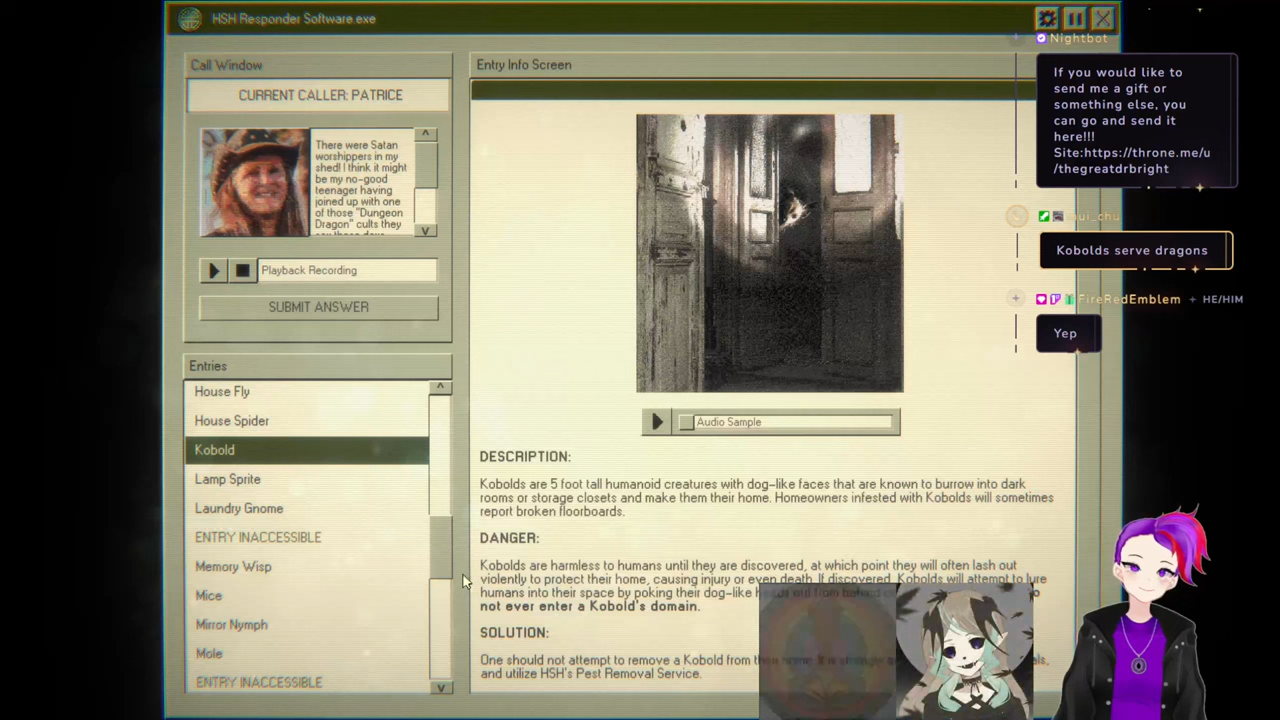 HSH Responder Software.exe
Call Window
CURRENT CALLER: PATRICE
There were Satan
worshippers in my
shed! I think it might
be my no-good
teenager having
joined up with one
of those "Dungeon
Dragon" cults they
Playback Recording
SUBMIT ANSWER
Entries
House Fly
House Spider
Kobold
Lamp Sprite
Laundry Gnome
ENTRY INACCESSIBLE
Memory Wisp
Mice
Mirror Nymph
Mole
ENTRY INACCESSIBLE
Entry Info Screen
Audio Sample
DESCRIPTION:
Kobolds are 5 foot tall humanoid creatures with dog-like faces that are known to burrow into dark
rooms or storage closets and make them their home. Homeowners infested with Kobolds will sometimes
report broken floorboards.
DANGER:
Kobolds are harmless to humans until they are discovered, at which point they will often lash out
violently to protect their home, causing injury or even death. If discovered, Kobolds will attempt to lure
humans into their space by poking their dog-like heads out from behind
not ever enter a Kobold's domain.
SOLUTION:
One should not attempt to remove a Kobold from their home. It is
and utilize HSH's Pest Removal Service.
Nightbot
If you would like to
send me a gift or
something else, you
can go and send it
here!!!
Site:https://throne.me/u
/thegreatdrbright
Kobolds serve dragons
FireRedEmblem + HE/HIM
Yep